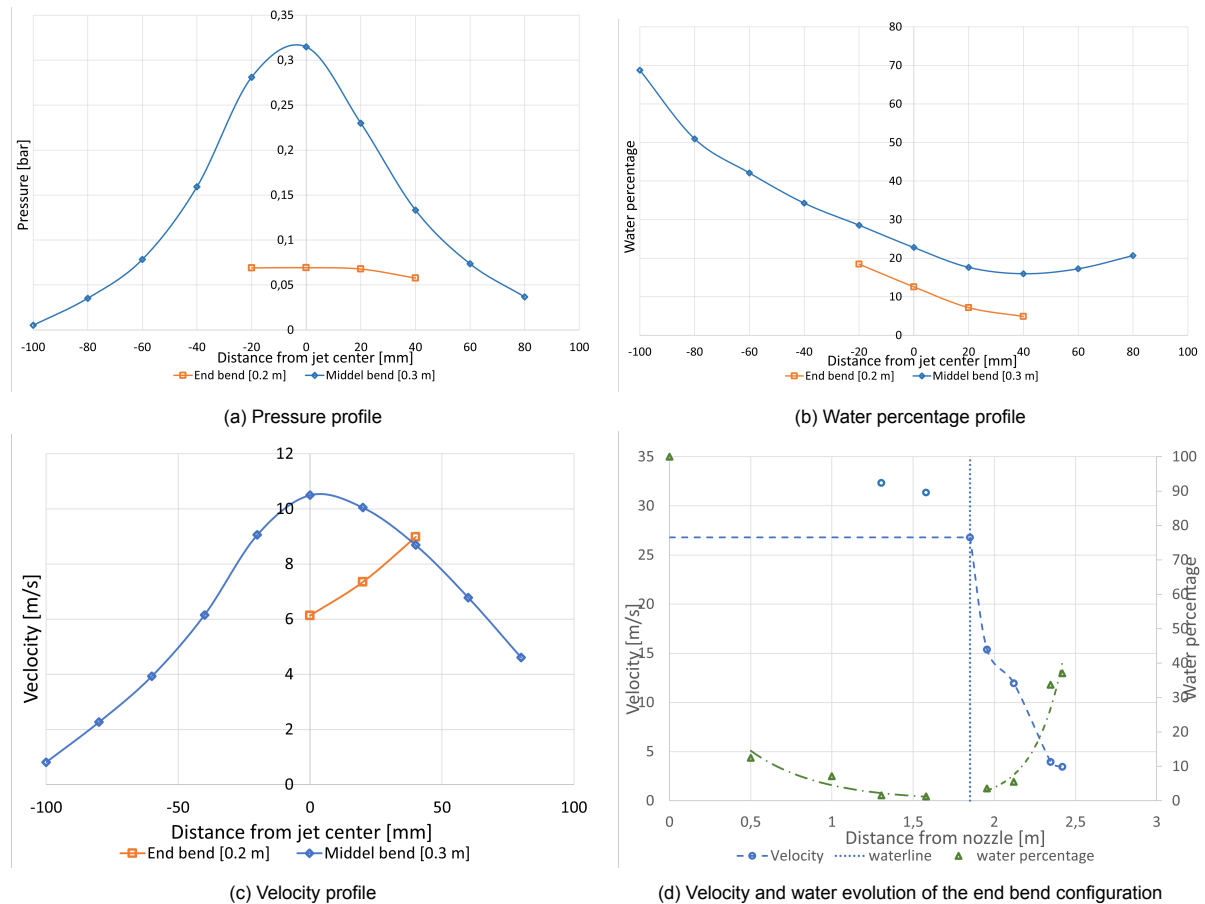 0,35
0,3
0,25
0,2
0,15
0,1
0,05
0
Pressure [bar]
-100 -80 -60 -40 -20 0 20 40 60 80 100
Distance from jet center [mm]
End bend [0.2 m] Middel bend [0.3 m]
(a) Pressure profile
80
70
60
50
40
30
20
10
0
Water percentage
-100 -80 -60 -40 -20 0 20 40 60 80 100
Distance from jet center [mm]
End bend [0.2 m] Middel bend [0.3 m]
(b) Water percentage profile
12
10
8
6
4
2
0
Veclocity [m/s]
-100 -50 0 50 100
Distance from jet center [mm]
End bend [0.2 m] Middel bend [0.3 m]
(c) Velocity profile
35
30
25
20
15
10
5
0
Velocity [m/s]
100
90
80
70
60
50
40
30
20
10
0
Water percentage
0 0,5 1 1,5 2 2,5 3
Distance from nozzle [m]
Velocity waterline water percentage
(d) Velocity and water evolution of the end bend configuration